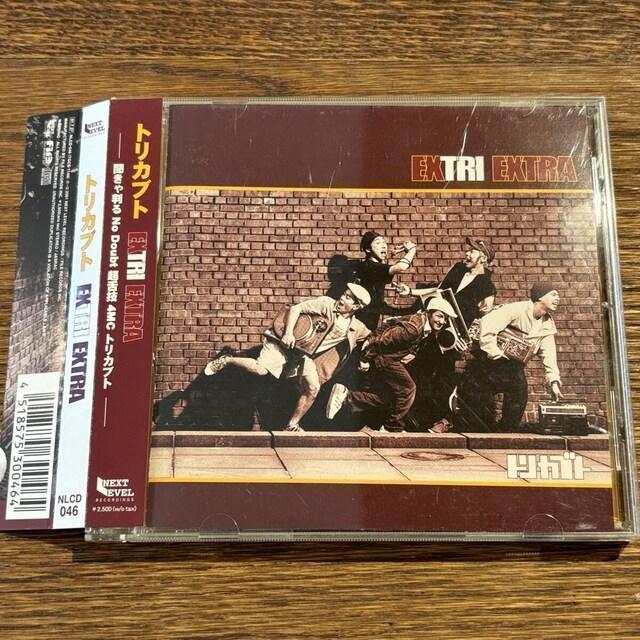 NEXT
LEVEL
トリカブト EXTRI EXTRA
4 518575 300464
NLCD
046
トリカブト EXTRI EXTRA
聞きゃ判る No Doubt 超舌技 4MC トリカブト
NEXT
LEVEL
RECORDINGS
¥2,500 (w/o tax)
EXTRI EXTRA
トリカブト